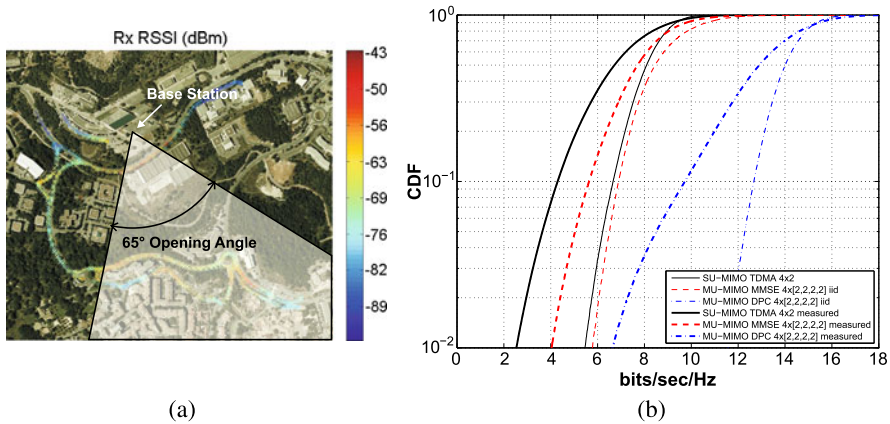 Rx RSSI (dBm)
Base Station
65° Opening Angle
-43
-56
-63
-69
-76
-82
-89
(a)
CDF
10⁰
10⁻¹
10⁻²
SU−MIMO TDMA 4x2
MU−MIMO MMSE 4x[2,2,2,2] iid
MU−MIMO DPC 4x[2,2,2,2] iid
SU−MIMO TDMA 4x2 measured
MU−MIMO MMSE 4x[2,2,2,2] measured
MU−MIMO DPC 4x[2,2,2,2] measured
0 2 4 6 8 10 12 14 16 18
bits/sec/Hz
(b)